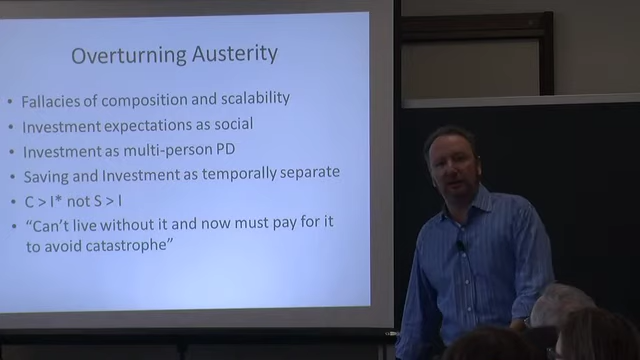 Overturning Austerity
• Fallacies of composition and scalability
• Investment expectations as social
• Investment as multi-person PD
• Saving and Investment as temporally separate
• C > I* not S > I
• “Can’t live without it and now must pay for it
to avoid catastrophe”